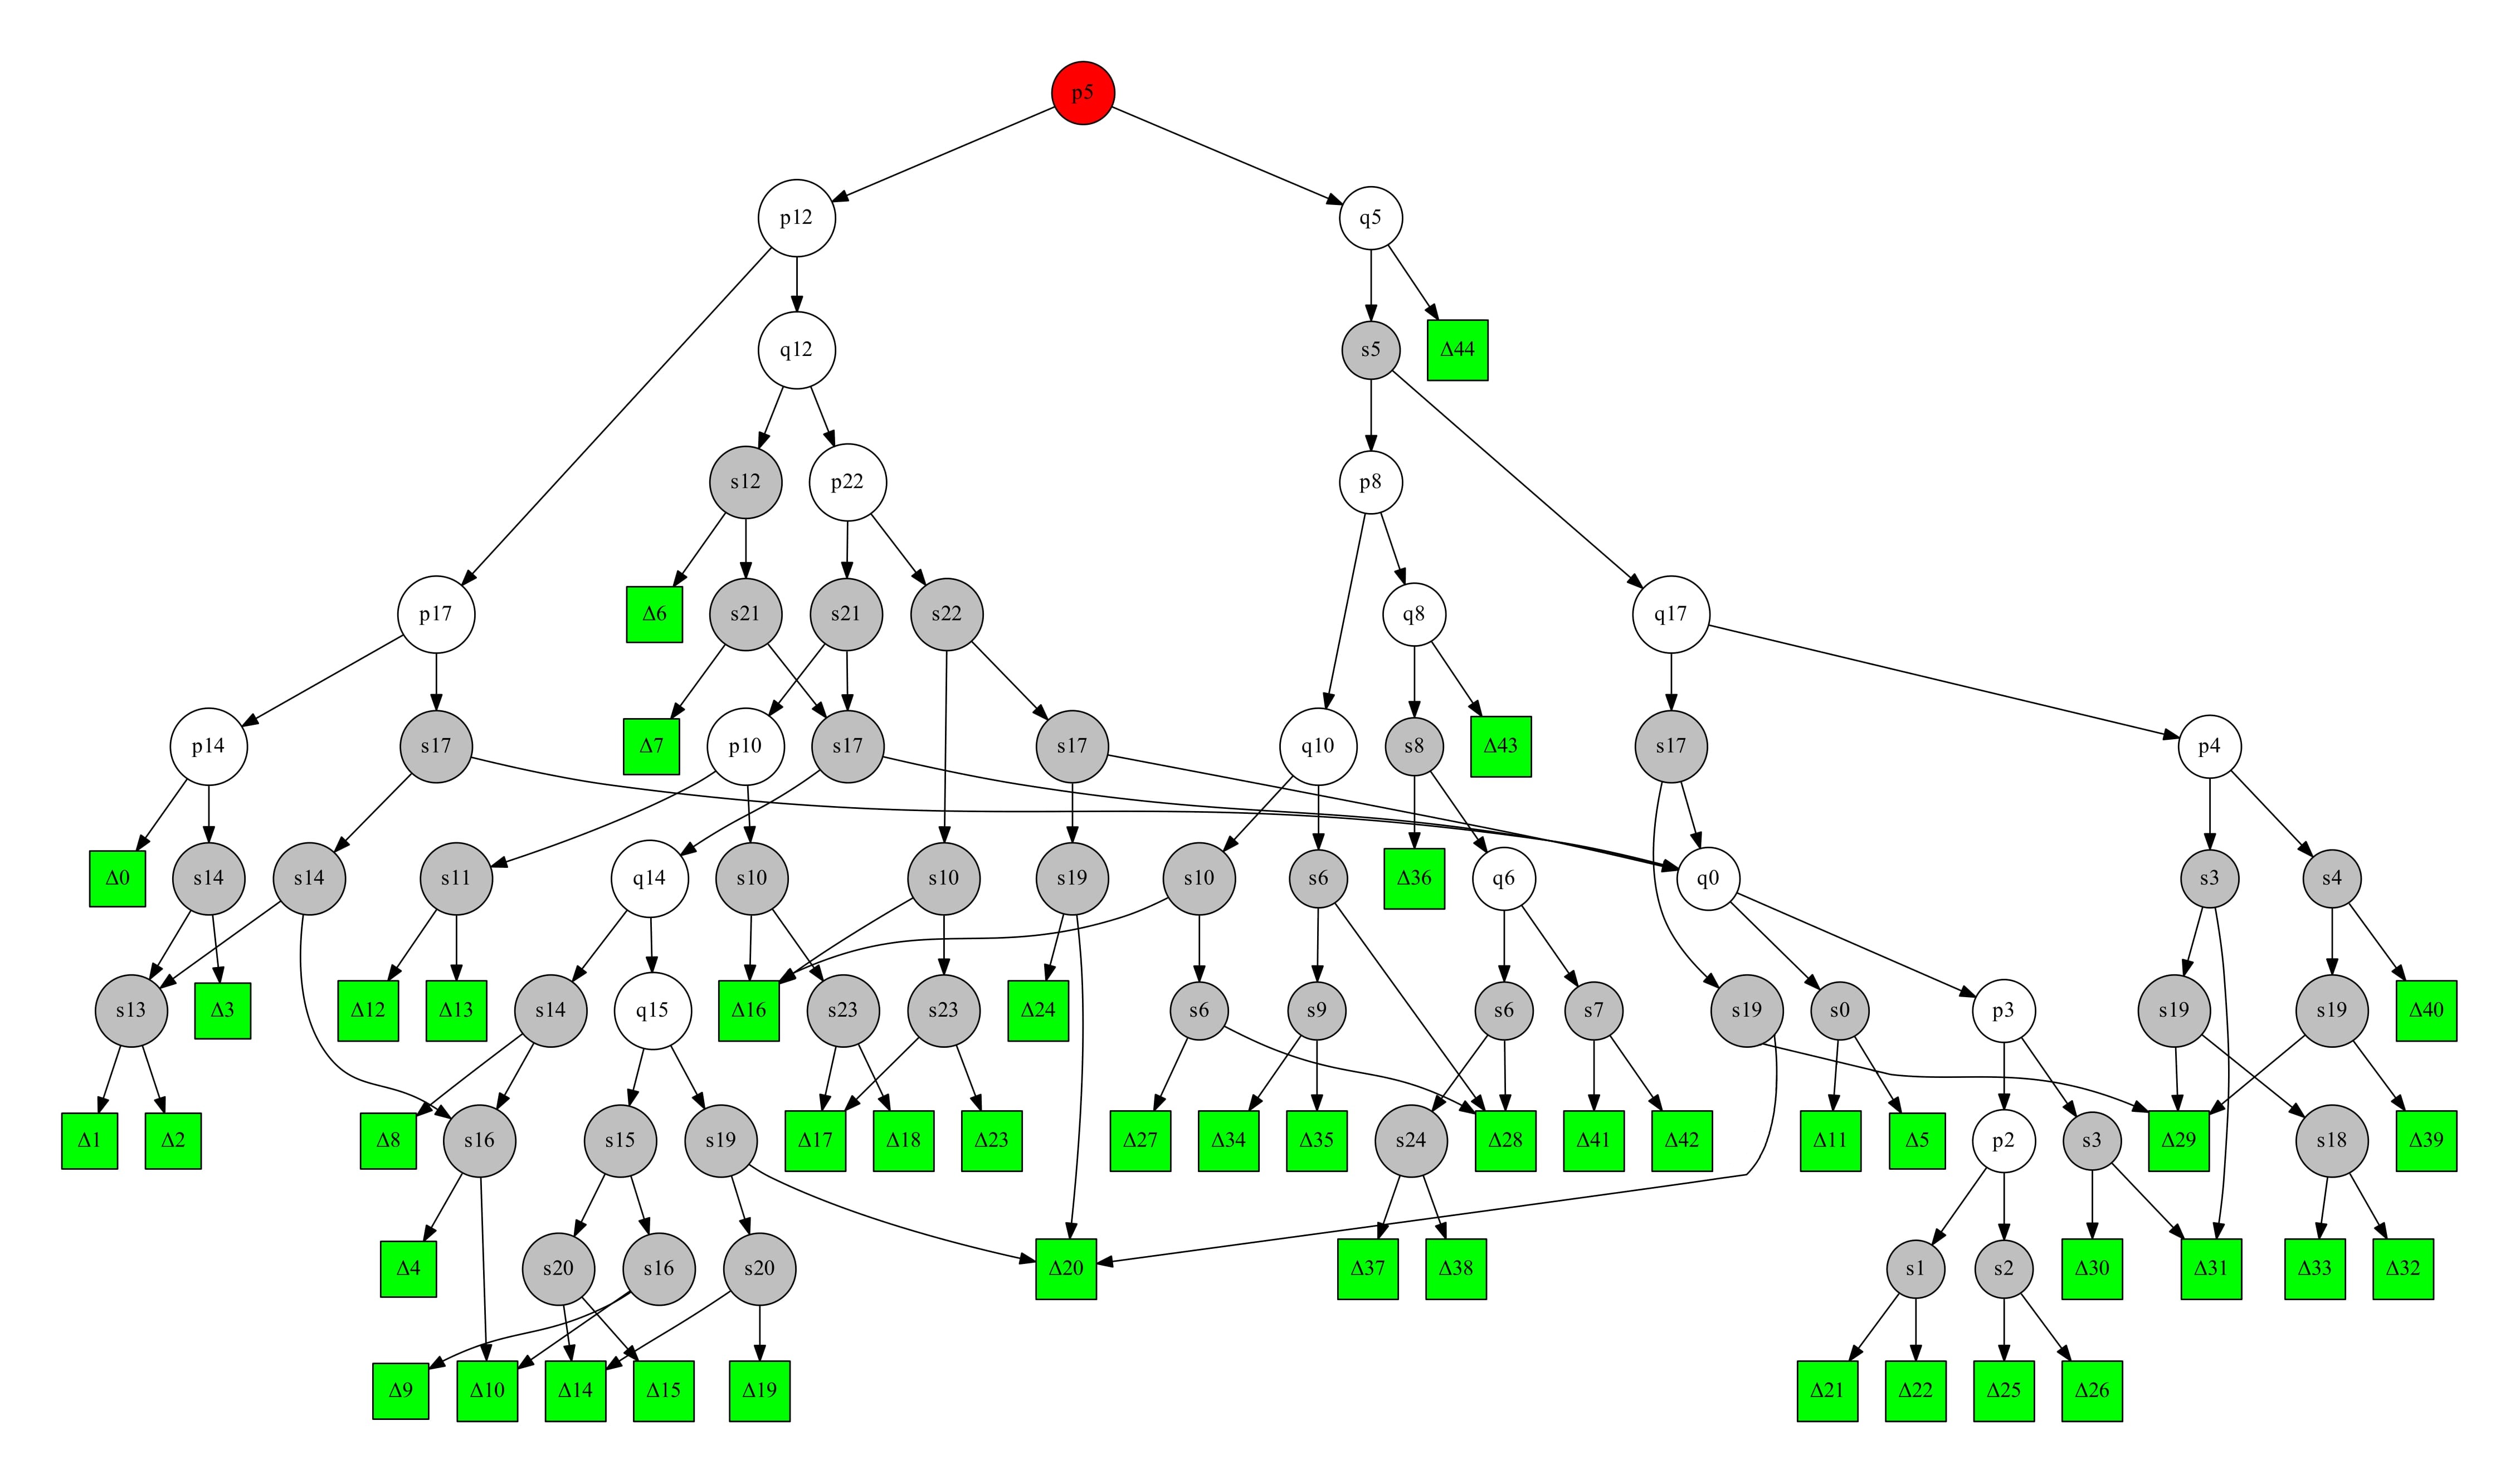 p5
p12 q5
q12 s5 Δ44
s12 p22 p8
p17 Δ6 s21 s21 s22 q8 q17
p14 s17 Δ7 p10 s17 s17 q10 s8 Δ43 s17 p4
Δ0 s14 s14 s11 q14 s10 s10 s19 s10 s6 Δ36 q6 q0 s3 s4
s13 Δ3 Δ12 Δ13 s14 q15 Δ16 s23 s23 Δ24 s6 s9 s6 s7 s19 s0 p3 s19 s19 Δ40
Δ1 Δ2 Δ8 s16 s15 s19 Δ17 Δ18 Δ23 Δ27 Δ34 Δ35 s24 Δ28 Δ41 Δ42 Δ11 Δ5 p2 s3 Δ29 s18 Δ39
Δ4 s20 s16 s20 Δ20 Δ37 Δ38 s1 s2 Δ30 Δ31 Δ33 Δ32
Δ9 Δ10 Δ14 Δ15 Δ19 Δ21 Δ22 Δ25 Δ26